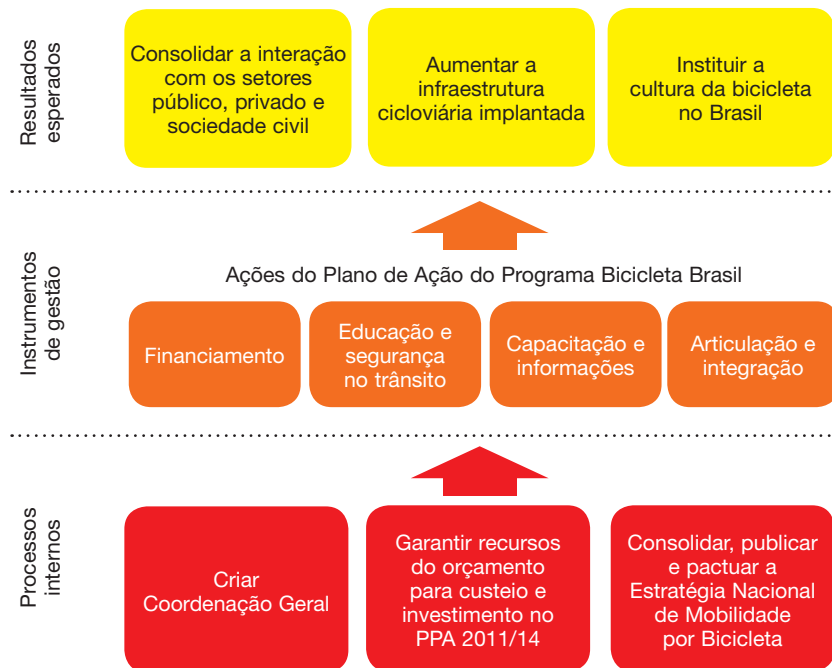 Resultados
esperados
Consolidar a interação
com os setores
público, privado e
sociedade civil
Aumentar a
infraestrutura
cicloviária implantada
Instituir a
cultura da bicicleta
no Brasil
Instrumentos
de gestão
Ações do Plano de Ação do Programa Bicicleta Brasil
Financiamento
Educação e
segurança
no trânsito
Capacitação e
informações
Articulação e
integração
Processos
internos
Criar
Coordenação Geral
Garantir recursos
do orçamento
para custeio e
investimento no
PPA 2011/14
Consolidar, publicar
e pactuar a
Estratégia Nacional
de Mobilidade
por Bicicleta